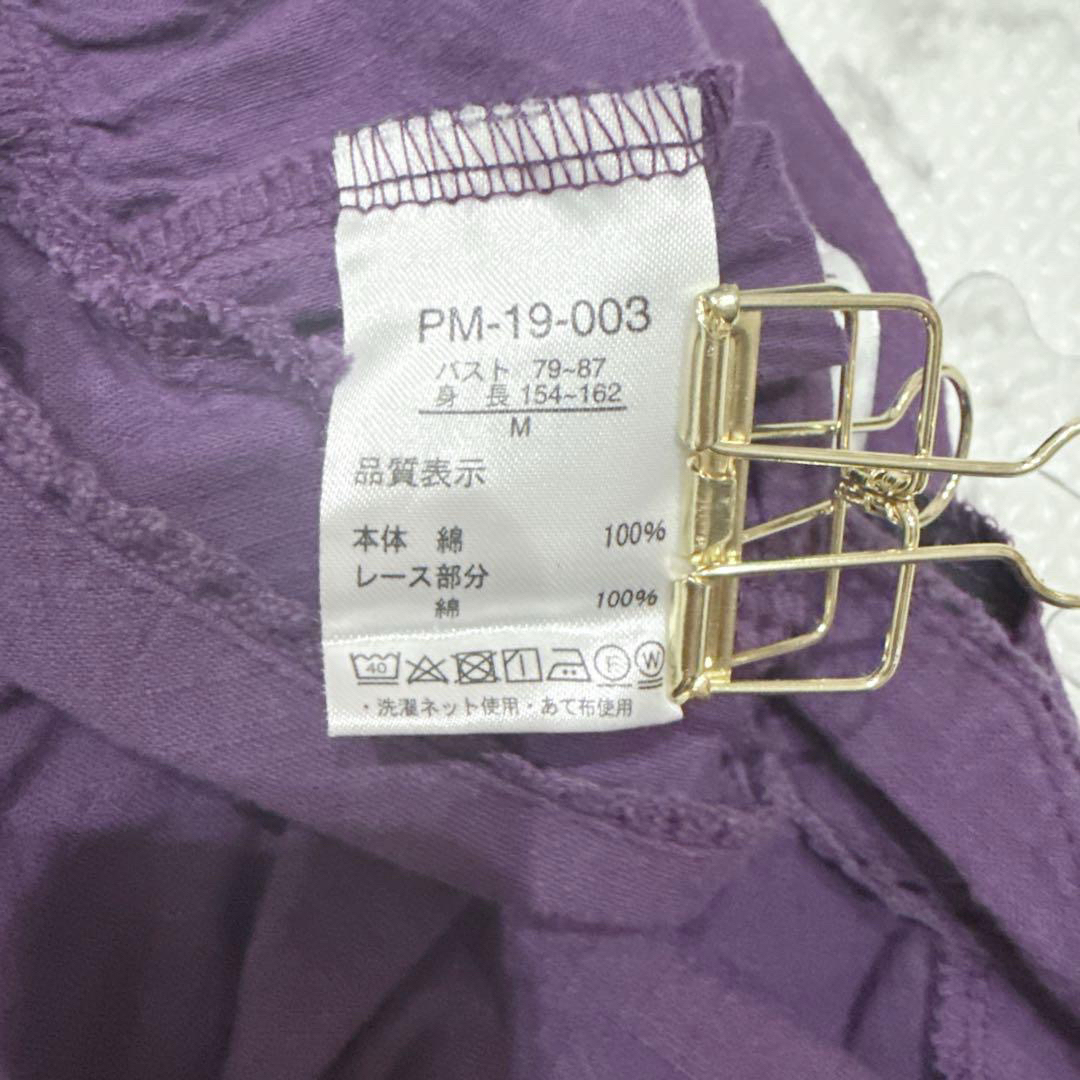 PM-19-003
バスト 79~87
身 長 154~162
M
品質表示
本体 綿 100%
レース部分
綿 100%
40 F W
・洗濯ネット使用・あて布使用